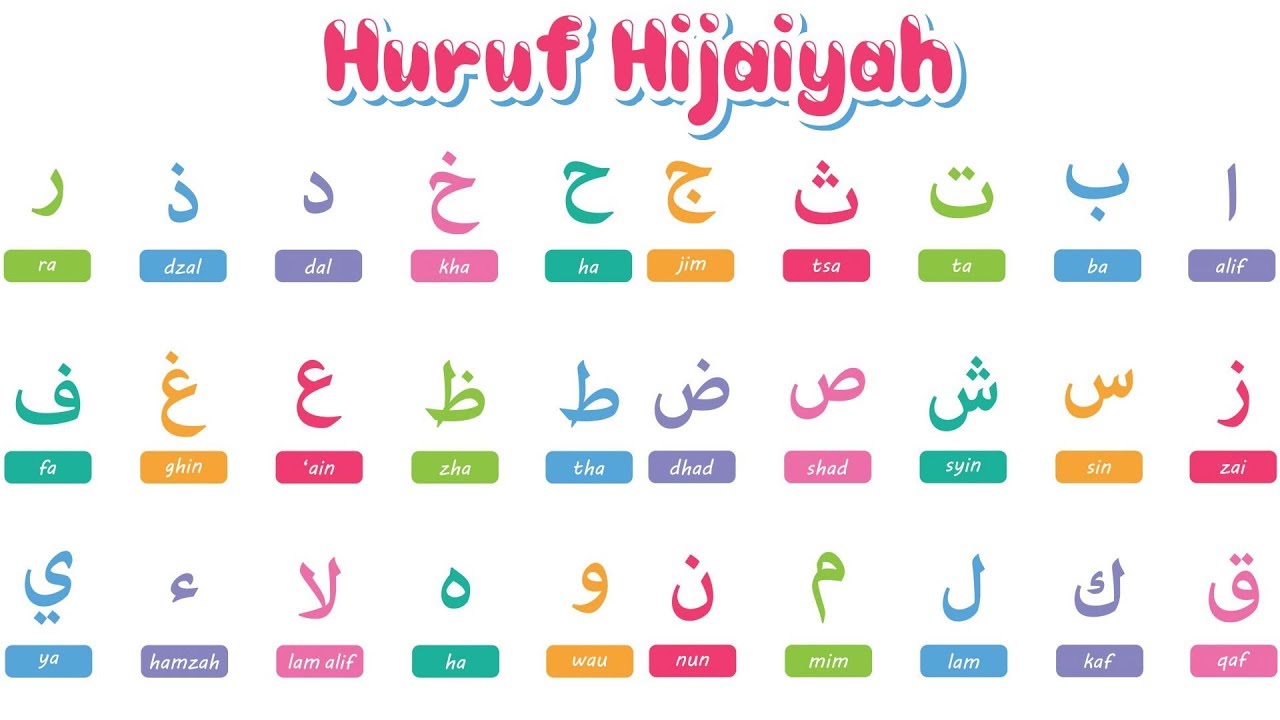 Huruf Hijaiyah
ا ب ت ث ج ح خ د ذ ر
alif ba ta tsa jim ha kha dal dzal ra
ز س ش ص ض ط ظ ع غ ف
zai sin syin shad dhad tha zha ‘ain ghin fa
ق ك ل م ن و ه لا ء ي
qaf kaf lam mim nun wau ha lam alif hamzah ya